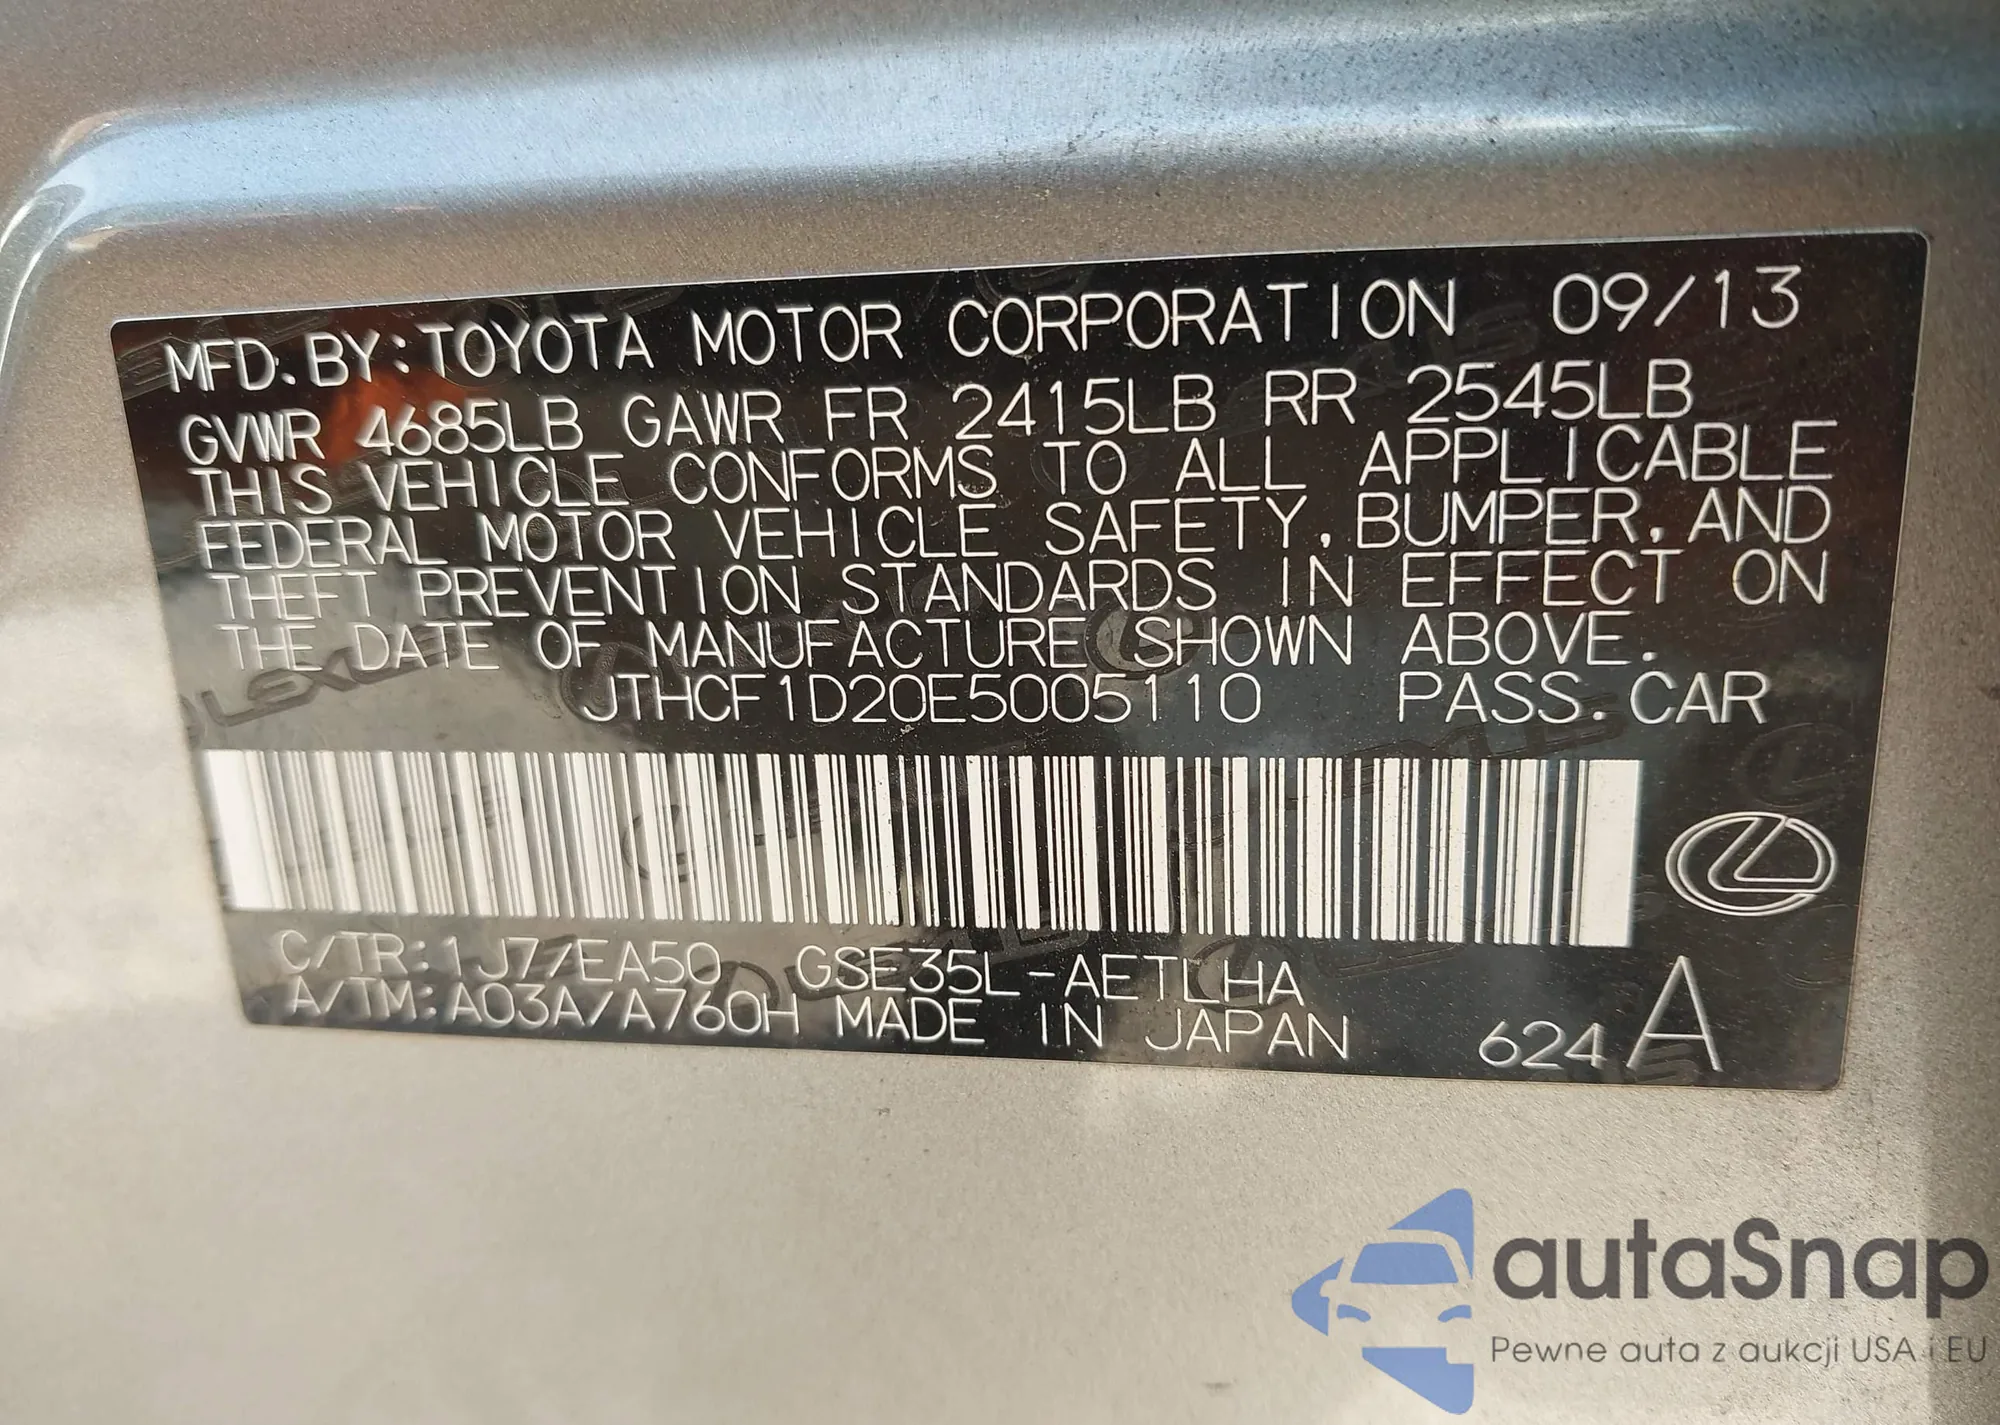 MFD. BY: TOYOTA MOTOR CORPORATION 09/13
GVWR 4685LB GAWR FR 2415LB RR 2545LB
THIS VEHICLE CONFORMS TO ALL APPLICABLE
FEDERAL MOTOR VEHICLE SAFETY, BUMPER, AND
THEFT PREVENTION STANDARDS IN EFFECT ON
THE DATE OF MANUFACTURE SHOWN ABOVE.
JTHCF1D20E5005110 PASS. CAR
C/TR: 1J7/EA50 GSE35L-AETLHA
A/TM: A03A/A760H MADE IN JAPAN 624 A
LEXUS
autaSnap
Pewne auta z aukcji USA i EU